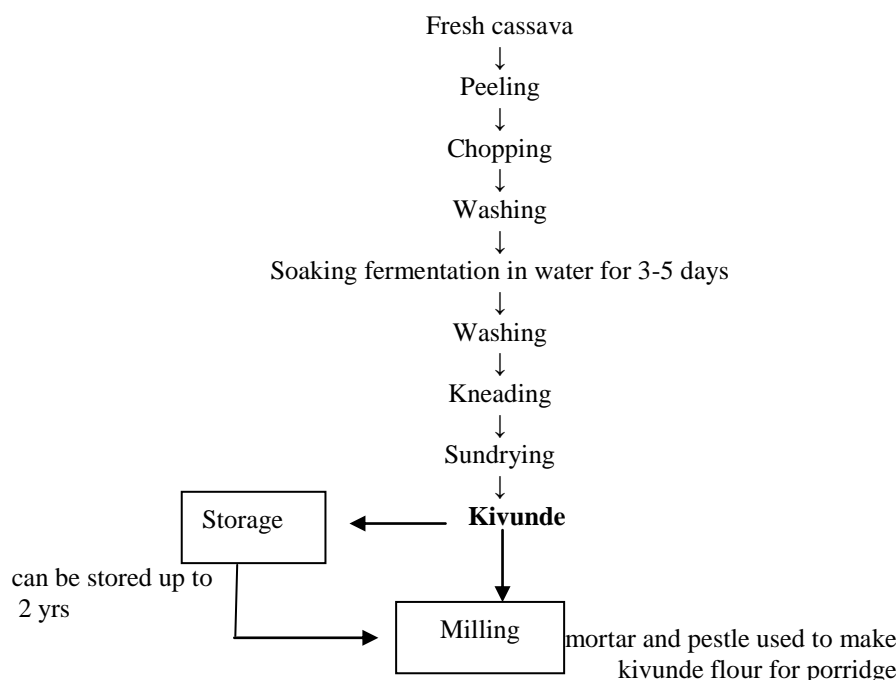 Fresh cassava
↓
Peeling
↓
Chopping
↓
Washing
↓
Soaking fermentation in water for 3-5 days
↓
Washing
↓
Kneading
↓
Sundrying
↓
Kivunde
Storage
can be stored up to
2 yrs
Milling
mortar and pestle used to make
kivunde flour for porridge